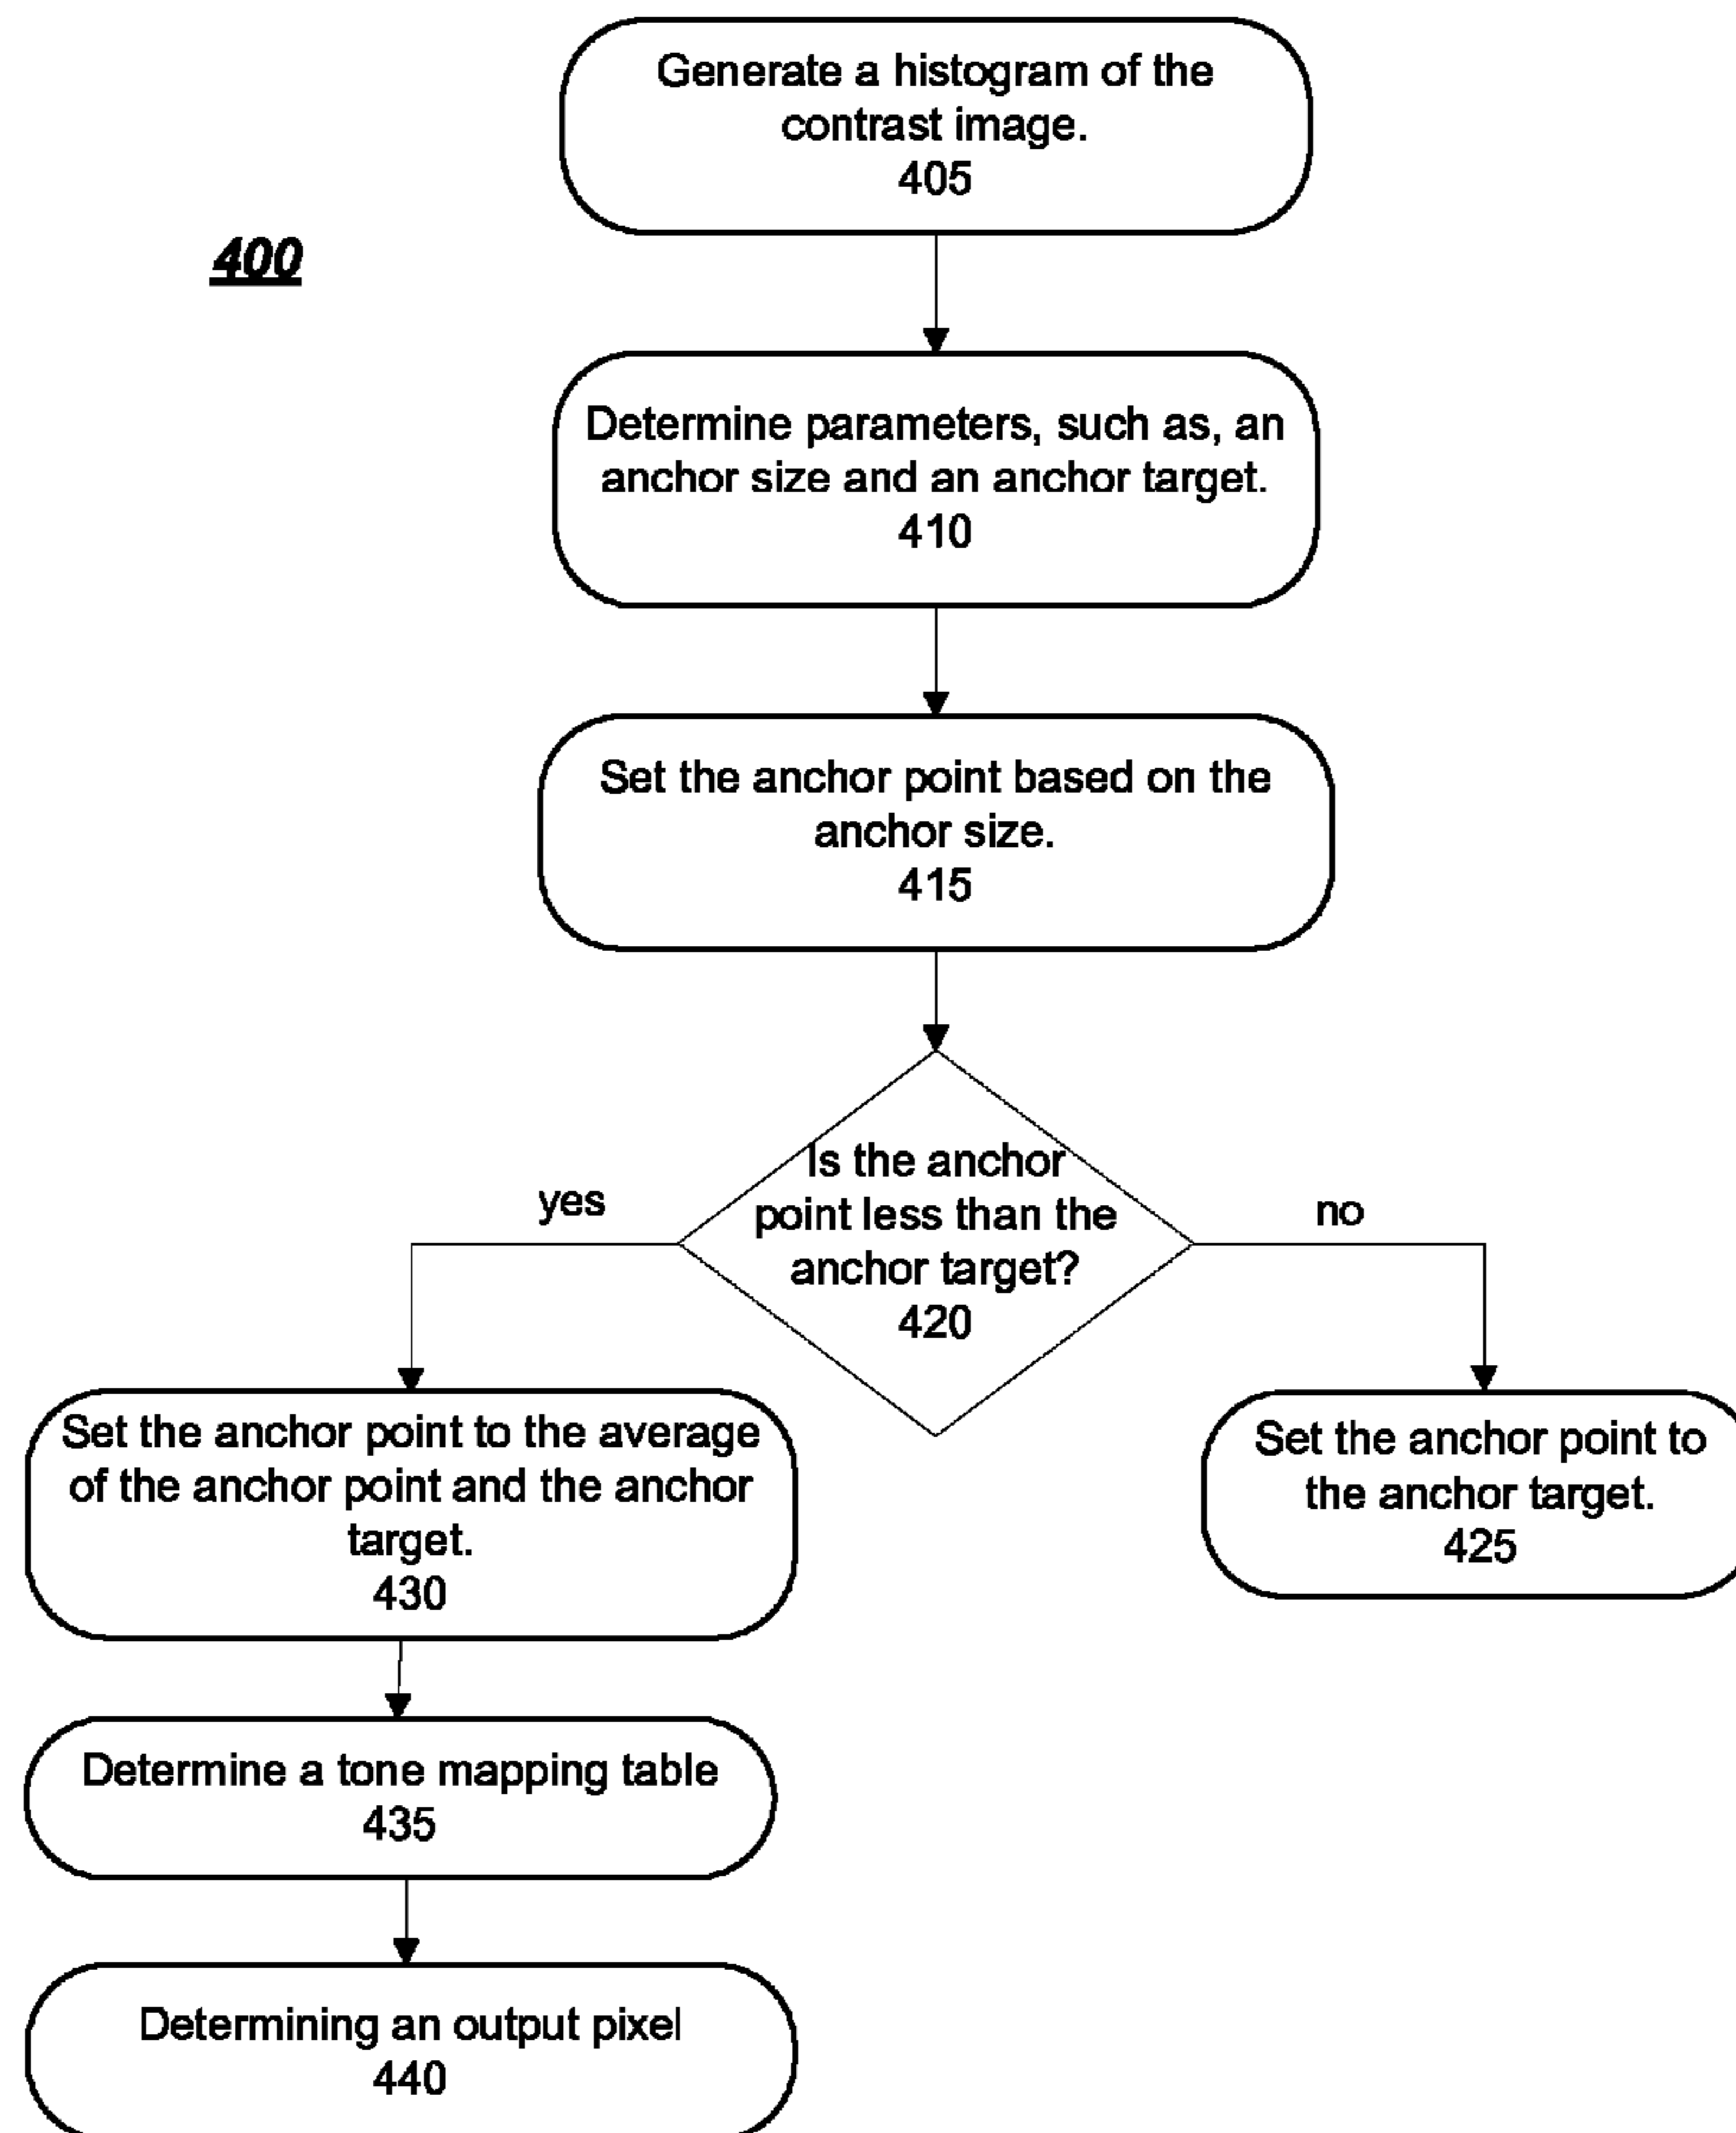 Generate a histogram of the
contrast image.
405
400
Determine parameters, such as, an
anchor size and an anchor target.
410
Set the anchor point based on the
anchor size.
415
Is the anchor
point less than the
anchor target?
420
yes
no
Set the anchor point to the average
of the anchor point and the anchor
target.
430
Set the anchor point to
the anchor target.
425
Determine a tone mapping table
435
Determining an output pixel
440